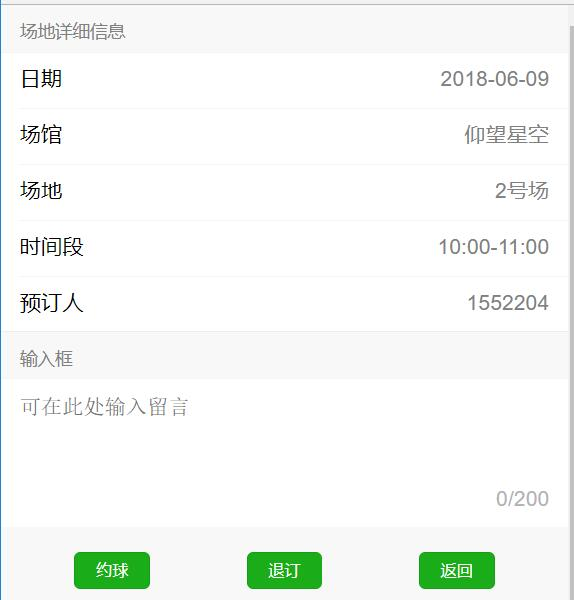 场地详细信息
日期 2018-06-09
场馆 仰望星空
场地 2号场
时间段 10:00-11:00
预订人 1552204
输入框
可在此处输入留言
0/200
约球 退订 返回